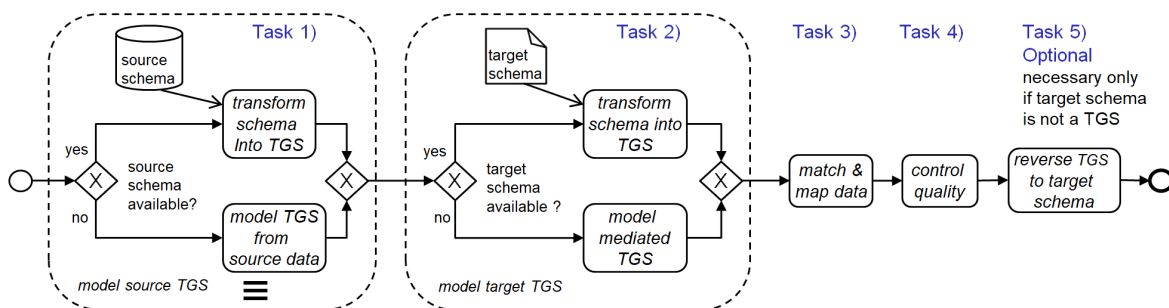 Task 1)
source
schema
transform
schema
Into TGS
yes
X
source
schema
available?
no
model TGS
from
source data
X
model source TGS
Task 2)
target
schema
transform
schema into
TGS
yes
X
target
schema
available ?
no
model
mediated
TGS
X
model target TGS
Task 3)
match &
map data
Task 4)
control
quality
Task 5)
Optional
necessary only
if target schema
is not a TGS
reverse TGS
to target
schema